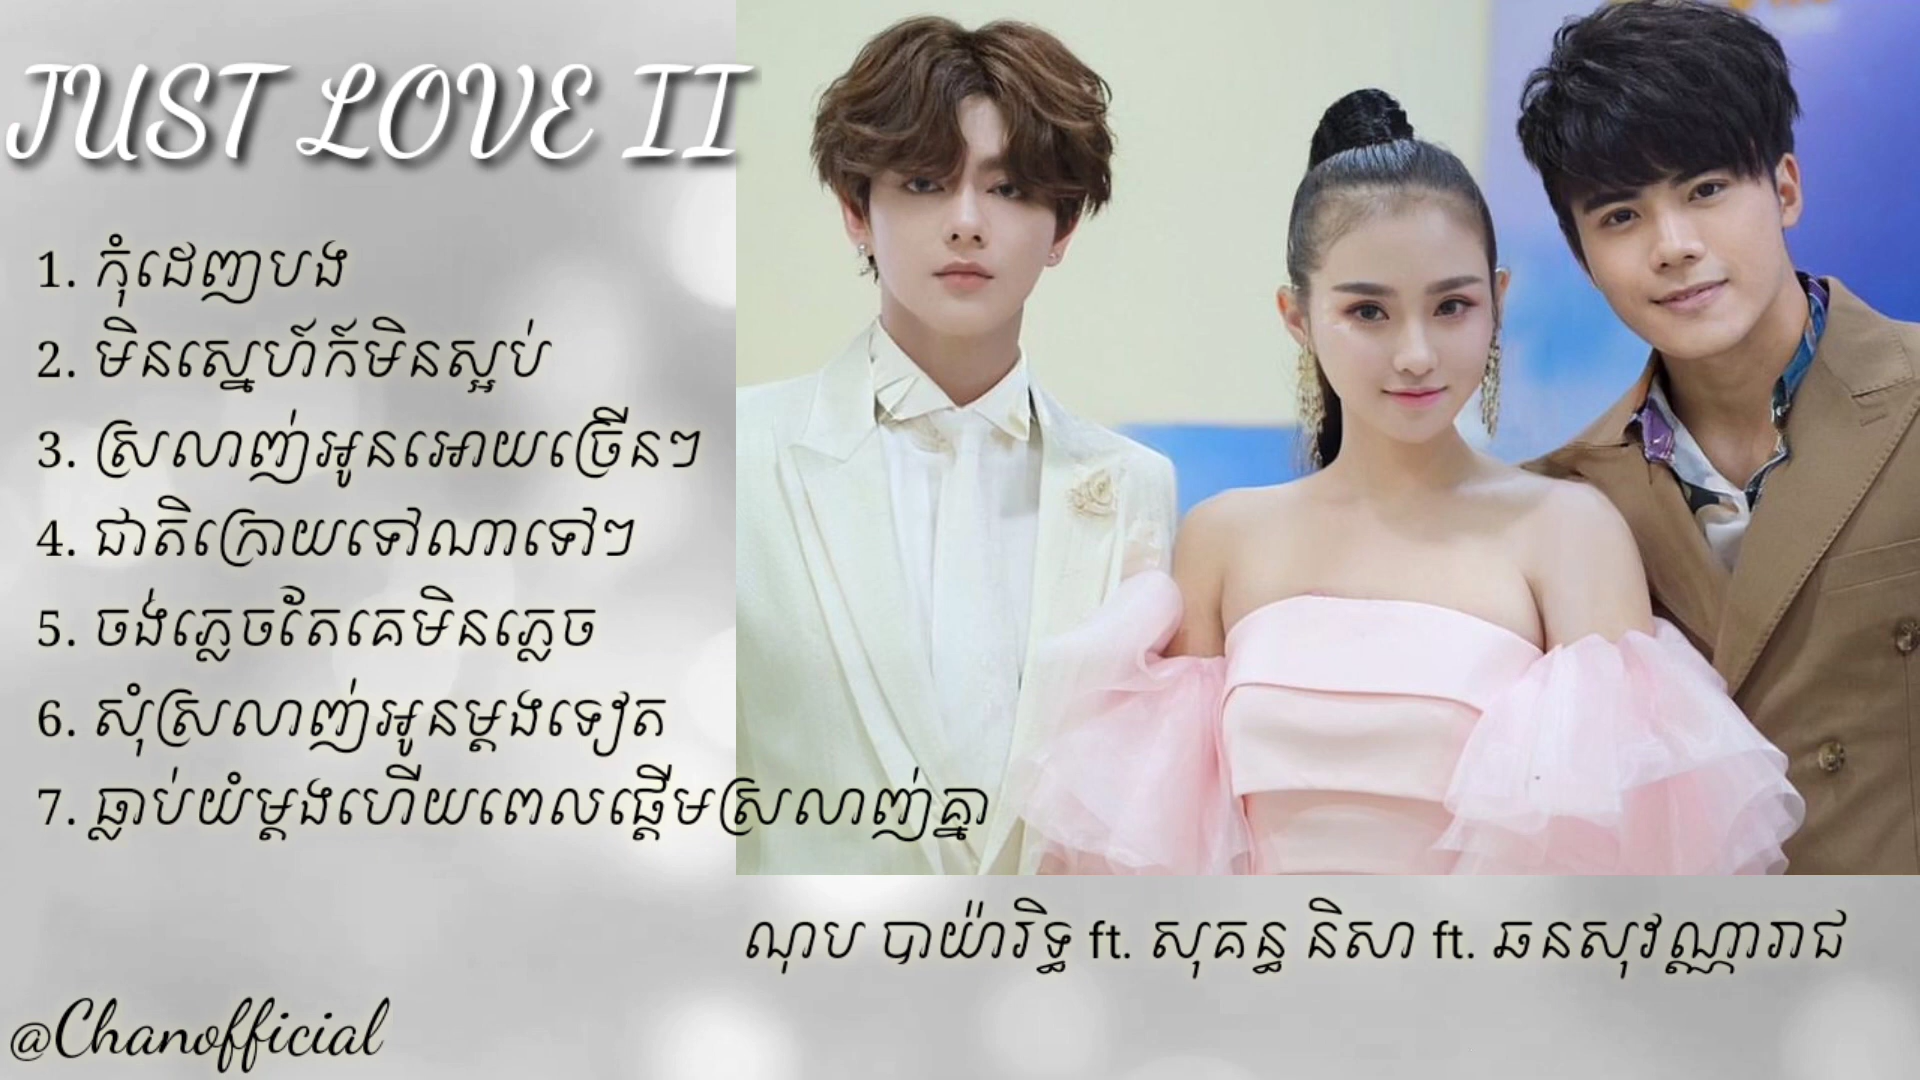 JUST LOVE II
1. កុំដេញបង
2. មិនស្នេហ៍ក៍មិនស្អប់
3. ស្រលាញ់អូនអោយច្រើនៗ
4. ជាតិក្រោយទៅណាទៅៗ
5. ចង់ភ្លេចតែគេមិនភ្លេច
6. សុំស្រលាញ់អូនម្តងទៀត
7. ធ្លាប់យំម្តងហើយពេលផ្តើមស្រលាញ់គ្នា
ណុប បាយ៉ារិទ្ធ ft. សុគន្ធ និសា ft. ឆនសុវណ្ណារាជ
@Chanofficial